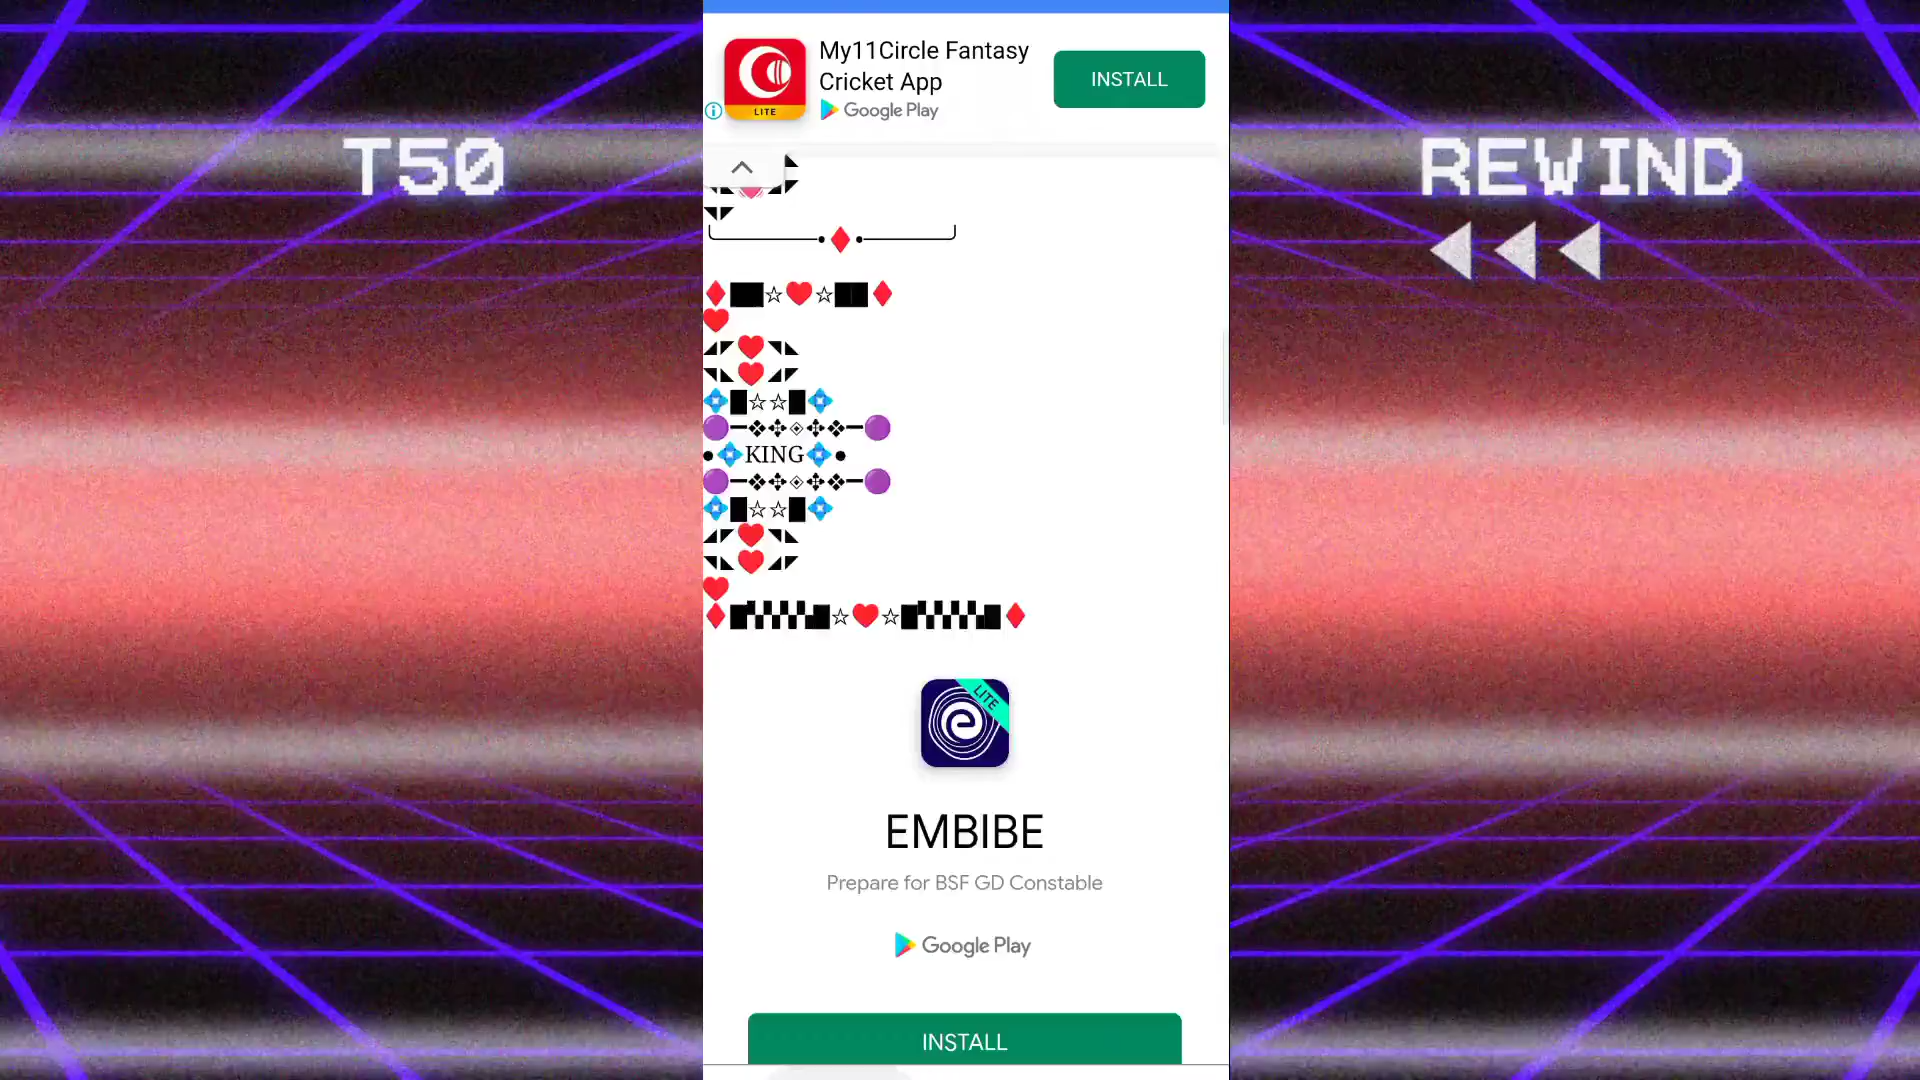 T50
REWIND
My11Circle Fantasy
Cricket App
LITE
Google Play
INSTALL
╰───────• ♦️ •───────╯
♦️██☆♥️☆██♦️
♥️
◢◤♥️◥◣
◥◣♥️◢◤
💠█☆☆█💠
🟣━❖✥◈✥❖━🟣
●💠KING💠●
🟣━❖✥◈✥❖━🟣
💠█☆☆█💠
◢◤♥️◥◣
◥◣♥️◢◤
♥️
♦️█▀▄▀▄▀▄▀▄█☆♥️☆█▀▄▀▄▀▄▀▄█♦️
LITE
EMBIBE
Prepare for BSF GD Constable
Google Play
INSTALL